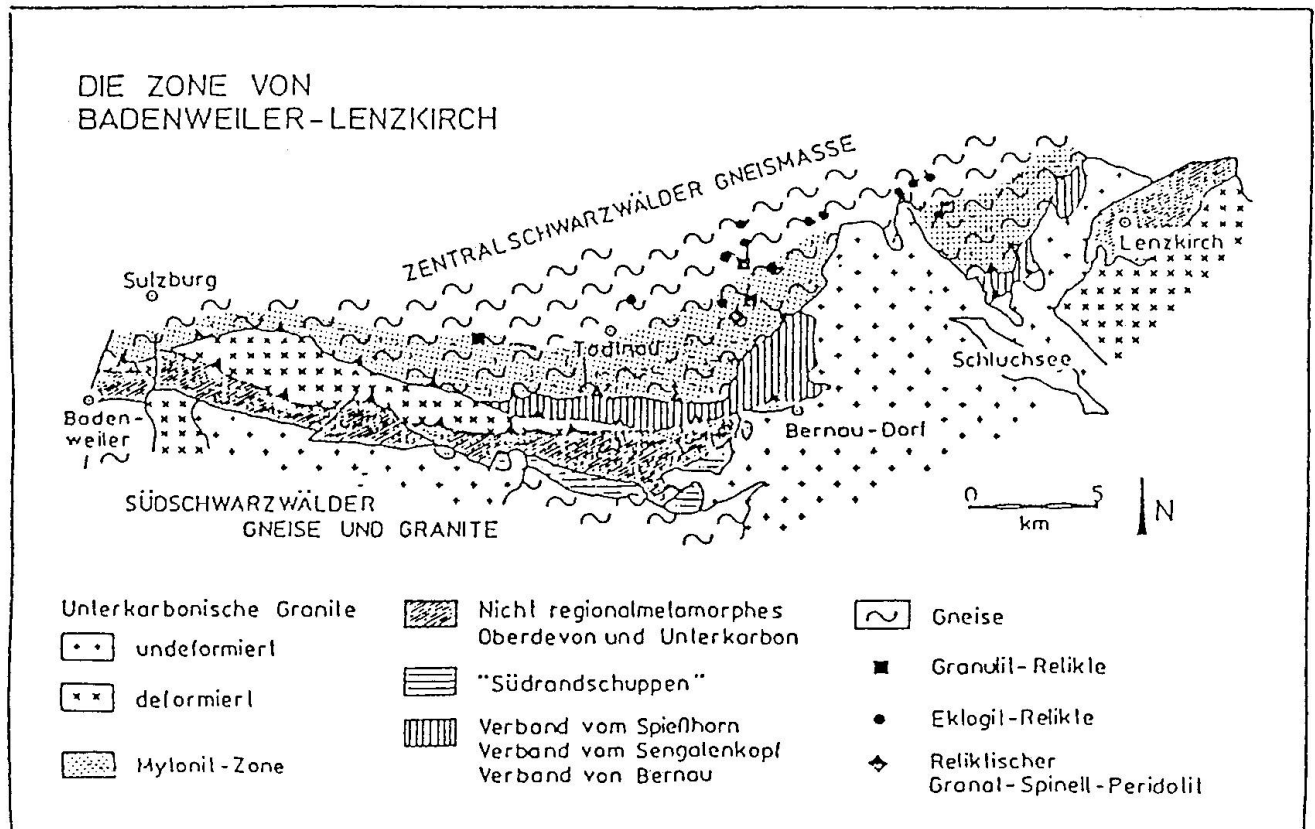 DIE ZONE VON
BADENWEILER-LENZKIRCH
ZENTRALSCHWARZWÄLDER GNEISMASSE
Sulzburg
Lenzkirch
Todtnau
Schluchsee
Baden-
weiler
Bernau-Dorf
SÜDSCHWARZWÄLDER
GNEISE UND GRANITE
0 5
km
N
Unterkarbonische Granite
undeformiert
deformiert
Mylonit-Zone
Nicht regionalmetamorphes
Oberdevon und Unterkarbon
"Südrandschuppen"
Verband vom Spießhorn
Verband vom Sengalenkopf
Verband von Bernau
Gneise
Granulit-Relikte
Eklogit-Relikte
Reliktischer
Granat-Spinell-Peridotit